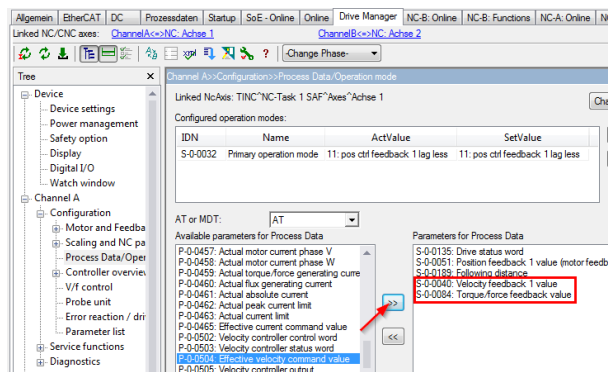 Allgemein EtherCAT DC Prozessdaten Startup SoE - Online Online Drive Manager NC-B: Online NC-B: Functions NC-A: Online
Linked NC/CNC axes: ChannelA<=>NC: Achse 1 ChannelB<=>NC: Achse 2
-Change Phase-
Tree
Channel A>>Configuration>>Process Data/Operation mode
Device
Device settings
Power management
Safety option
Display
Digital I/O
Watch window
Channel A
Configuration
Motor and Feedba
Scaling and NC pa
Process Data/Oper
Controller overview
V/f control
Probe unit
Error reaction / dri
Parameter list
Service functions
Diagnostics
Linked NcAxis: TINC^NC-Task 1 SAF^Axes^Achse 1
Cha
Configured operation modes:
IDN Name ActValue SetValue
S-0-0032 Primary operation mode 11: pos ctrl feedback 1 lag less 11: pos ctrl feedback 1 lag less
AT or MDT: AT
Available parameters for Process Data
P-0-0457: Actual motor current phase V
P-0-0458: Actual motor current phase W
P-0-0459: Actual torque/force generating curre
P-0-0460: Actual flux generating current
P-0-0461: Actual absolute current
P-0-0462: Actual peak current limit
P-0-0463: Actual current limit
P-0-0465: Effective current command value
P-0-0502: Velocity controller control word
P-0-0503: Velocity controller status word
P-0-0504: Effective velocity command value
P-0-0505: Velocity controller output
>>
<<
Parameters for Process Data
S-0-0135: Drive status word
S-0-0051: Position feedback 1 value (motor feedb
S-0-0189: Following distance
S-0-0040: Velocity feedback 1 value
S-0-0084: Torque/force feedback value